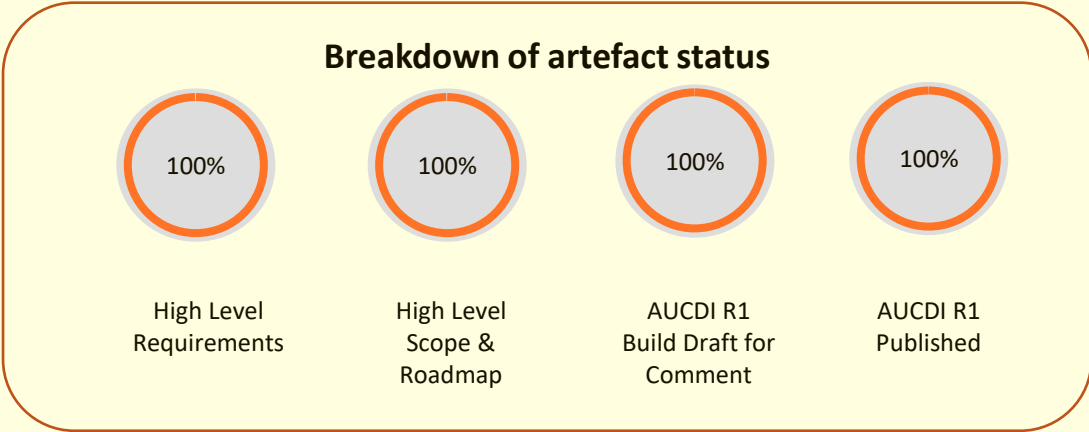 Breakdown of artefact status
100%
100%
100%
100%
High Level
Requirements
High Level
Scope &
Roadmap
AUCDI R1
Build Draft for
Comment
AUCDI R1
Published